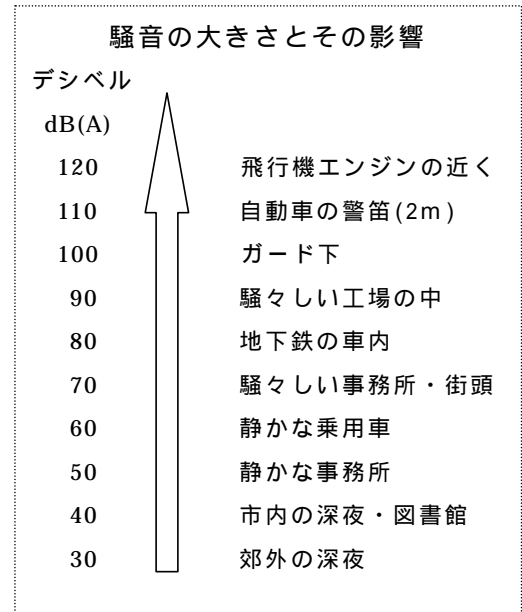 騒音の大きさとその影響
デシベル
dB(A)
120 飛行機エンジンの近く
110 自動車の警笛(2m)
100 ガード下
90 騒々しい工場の中
80 地下鉄の車内
70 騒々しい事務所・街頭
60 静かな乗用車
50 静かな事務所
40 市内の深夜・図書館
30 郊外の深夜